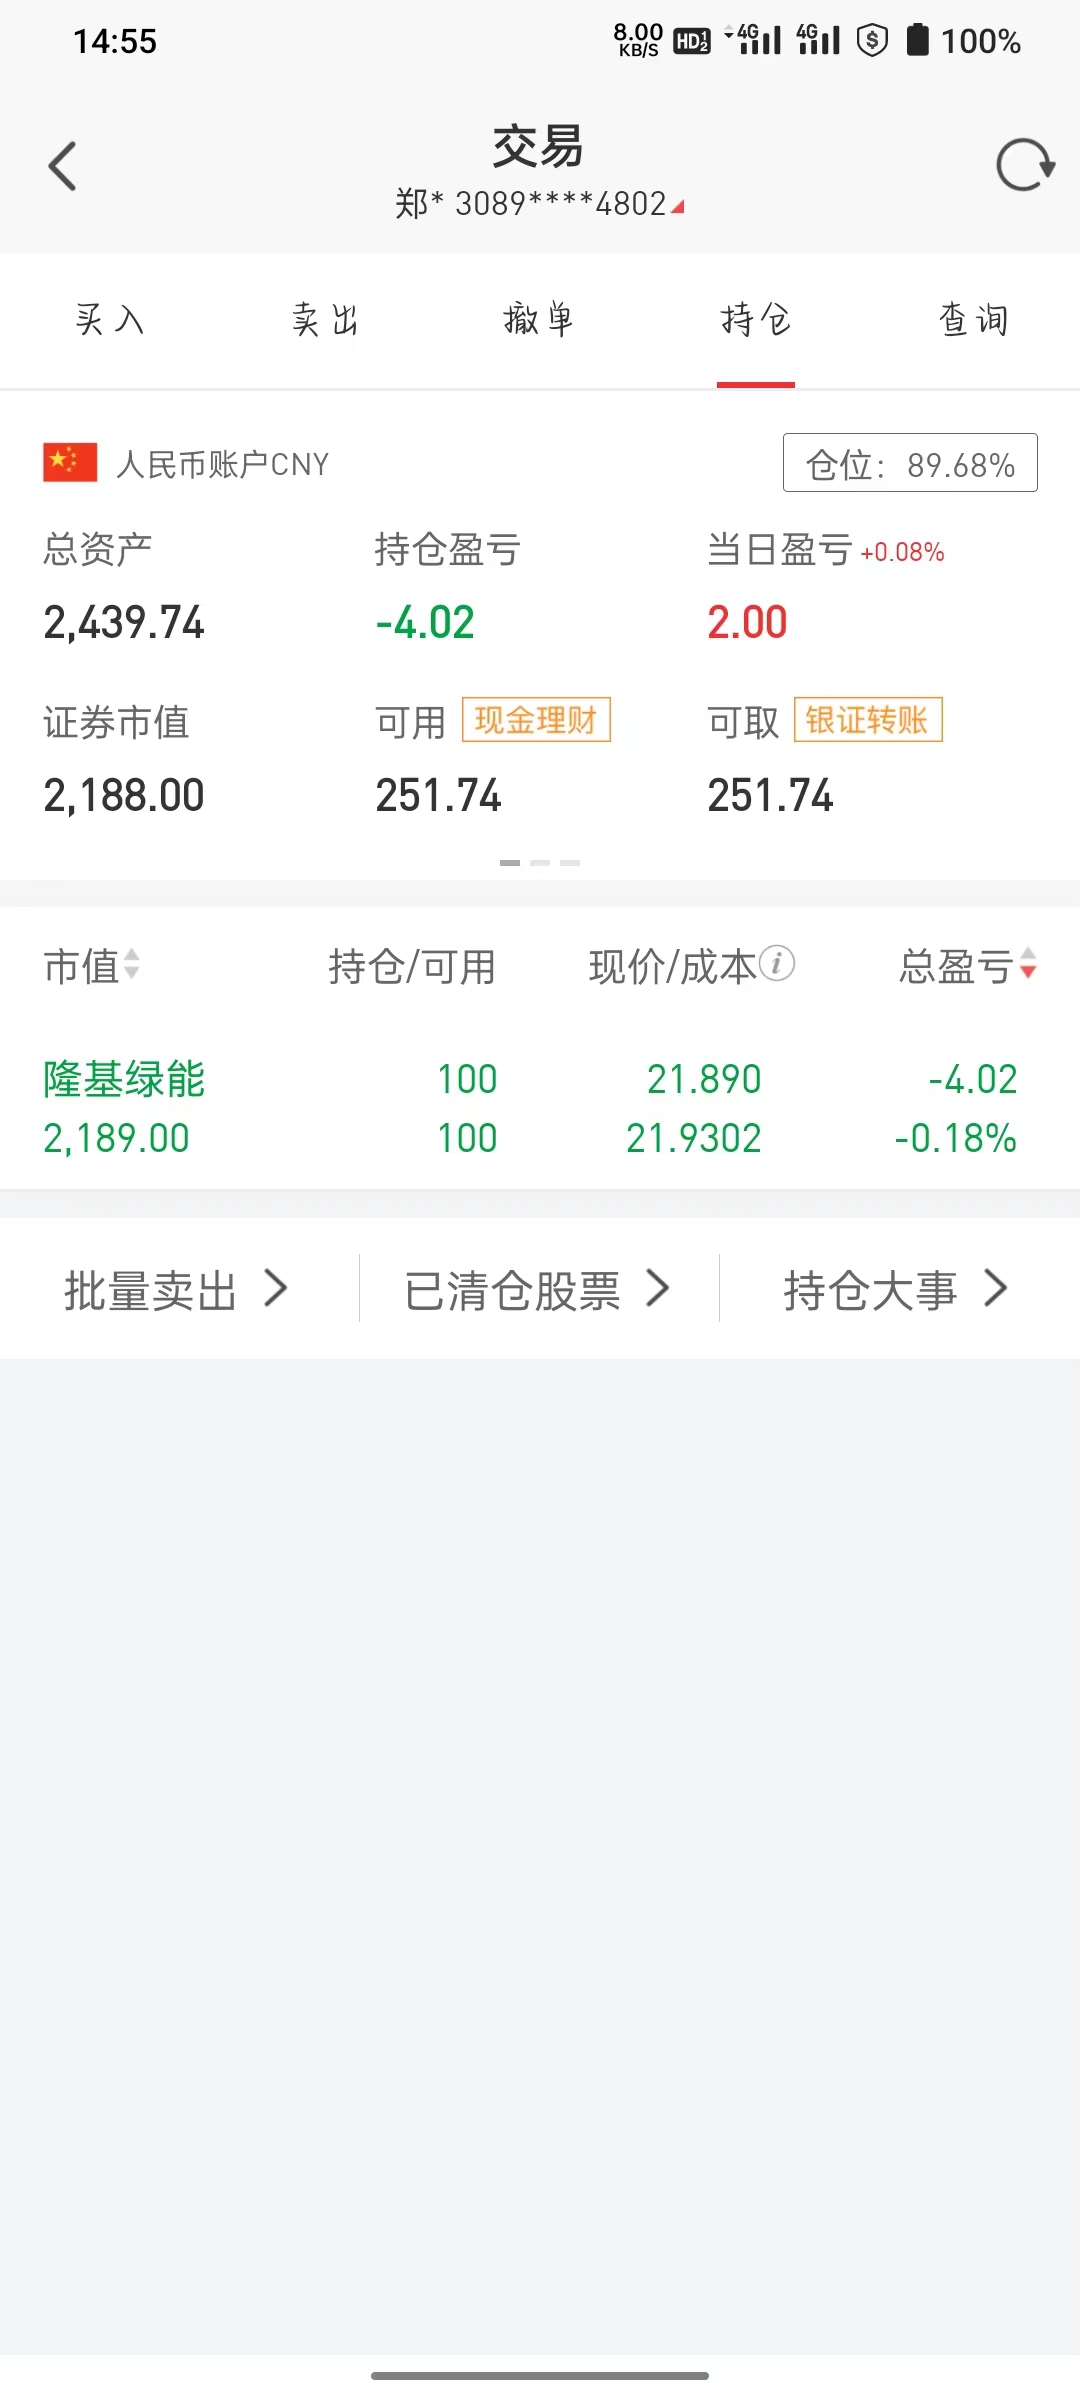 14:55 8.00 KB/S HD 1 2 4G 4G $ 100%
交易
郑* 3089****4802
买入 卖出 撤单 持仓 查询
人民币账户CNY 仓位：89.68%
总资产 持仓盈亏 当日盈亏 +0.08%
2,439.74 -4.02 2.00
证券市值 可用 现金理财 可取 银证转账
2,188.00 251.74 251.74
市值 持仓/可用 现价/成本 i 总盈亏
隆基绿能 100 21.890 -4.02
2,189.00 100 21.9302 -0.18%
批量卖出 已清仓股票 持仓大事